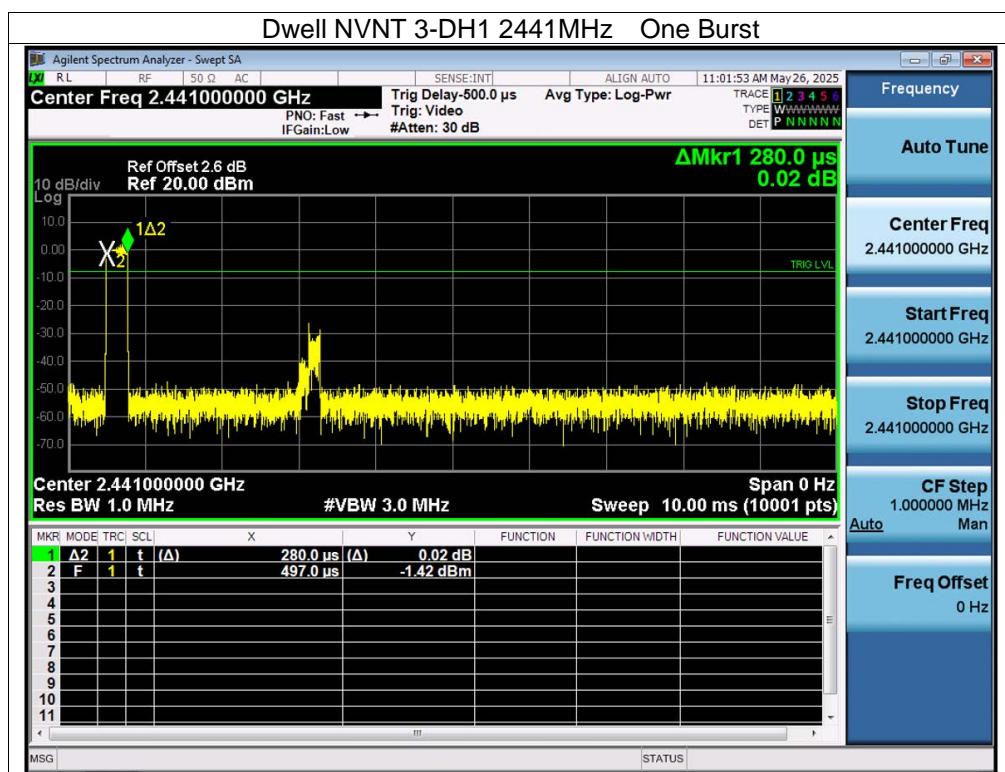 Dwell NVNT 3-DH1 2441MHz One Burst
Agilent Spectrum Analyzer - Swept SA
LXI RL RF 50 Ω AC SENSE:INT ALIGN AUTO 11:01:53 AM May 26, 2025
Center Freq 2.441000000 GHz Trig Delay-500.0 µs Avg Type: Log-Pwr TRACE 1 2 3 4 5 6
PNO: Fast Trig: Video TYPE WWWWWWW
IFGain:Low #Atten: 30 dB DET P N N N N N
Frequency
ΔMkr1 280.0 µs
0.02 dB
Ref Offset 2.6 dB
10 dB/div Ref 20.00 dBm
Log
10.0
0.00
-10.0
-20.0
-30.0
-40.0
-50.0
-60.0
-70.0
1Δ2
X2
TRIG LVL
Center 2.441000000 GHz Span 0 Hz
Res BW 1.0 MHz #VBW 3.0 MHz Sweep 10.00 ms (10001 pts)
MKR MODE TRC SCL X Y FUNCTION FUNCTION WIDTH FUNCTION VALUE
1 Δ2 1 t (Δ) 280.0 µs (Δ) 0.02 dB
2 F 1 t 497.0 µs -1.42 dBm
3
4
5
6
7
8
9
10
11
MSG STATUS
Auto Tune
Center Freq
2.441000000 GHz
Start Freq
2.441000000 GHz
Stop Freq
2.441000000 GHz
CF Step
1.000000 MHz
Auto Man
Freq Offset
0 Hz